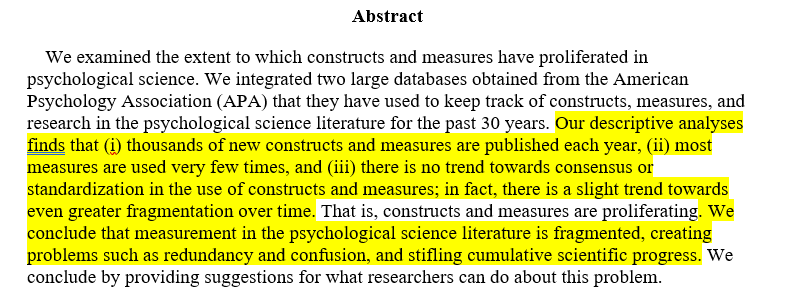 Abstract
We examined the extent to which constructs and measures have proliferated in
psychological science. We integrated two large databases obtained from the American
Psychology Association (APA) that they have used to keep track of constructs, measures, and
research in the psychological science literature for the past 30 years. Our descriptive analyses
finds that (i) thousands of new constructs and measures are published each year, (ii) most
measures are used very few times, and (iii) there is no trend towards consensus or
standardization in the use of constructs and measures; in fact, there is a slight trend towards
even greater fragmentation over time. That is, constructs and measures are proliferating. We
conclude that measurement in the psychological science literature is fragmented, creating
problems such as redundancy and confusion, and stifling cumulative scientific progress. We
conclude by providing suggestions for what researchers can do about this problem.